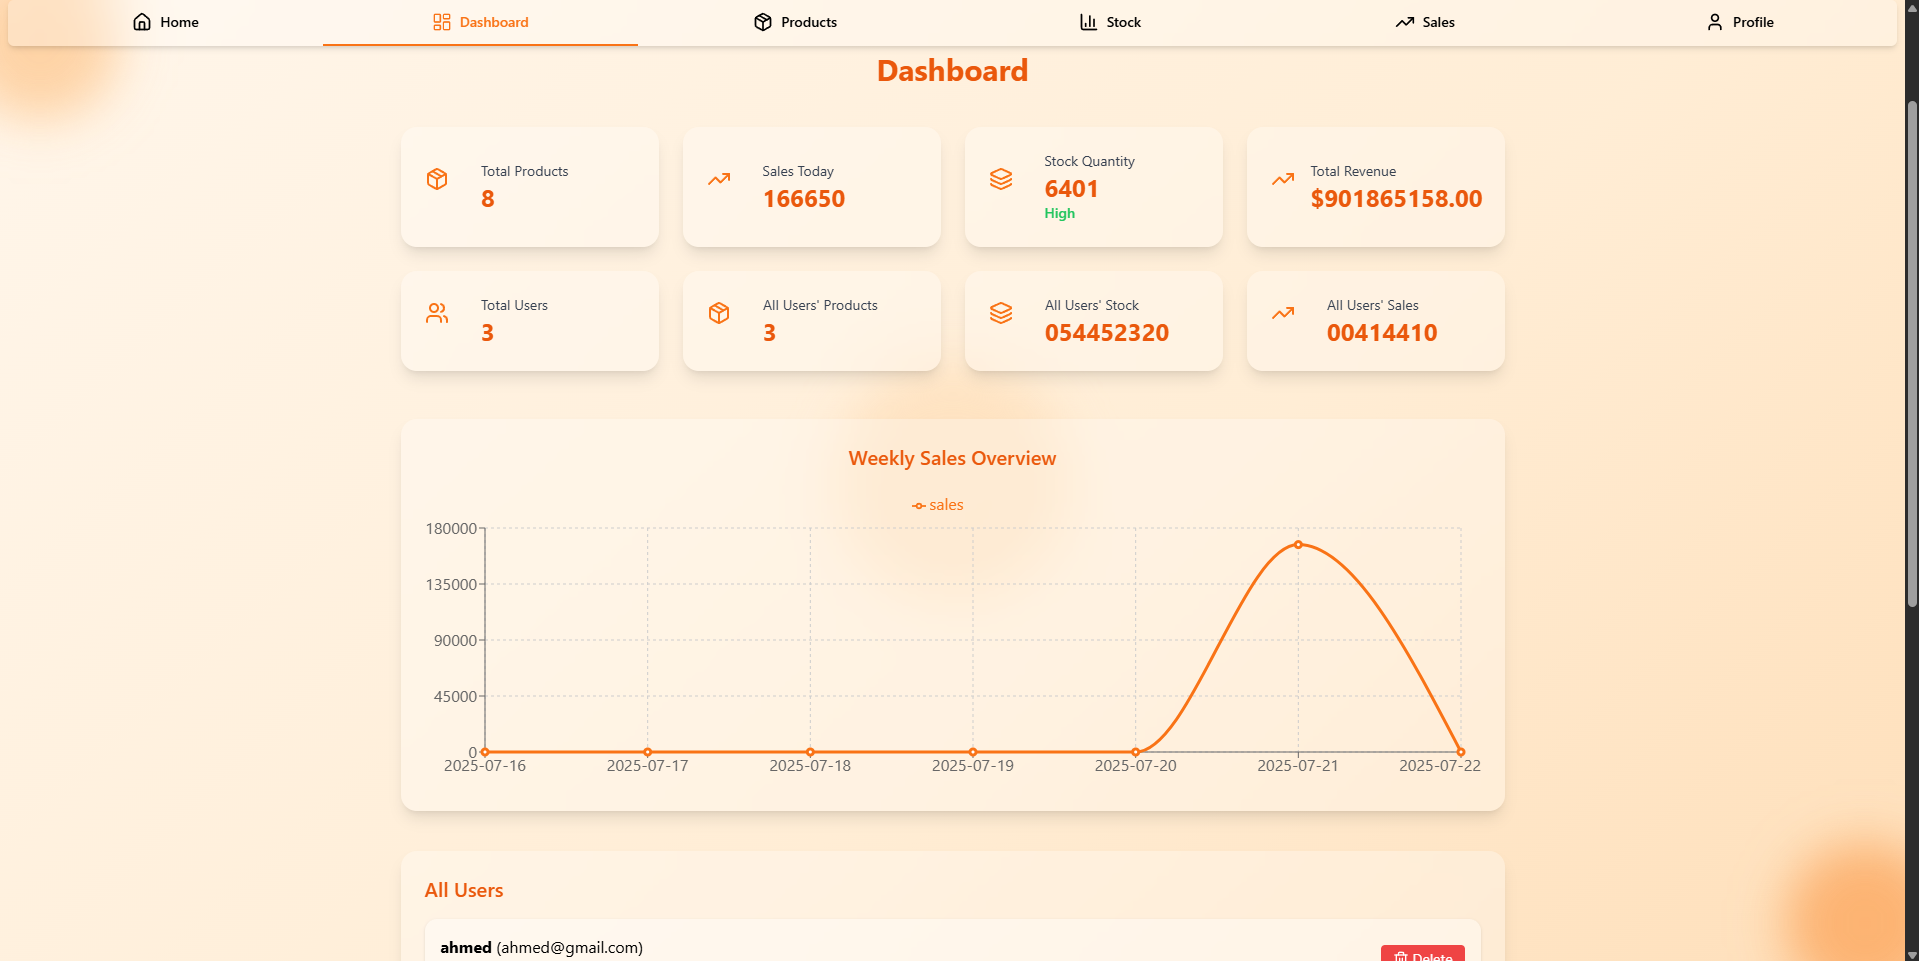 Home
Dashboard
Products
Stock
Sales
Profile
Dashboard
Total Products
8
Sales Today
166650
Stock Quantity
6401
High
Total Revenue
$901865158.00
Total Users
3
All Users' Products
3
All Users' Stock
054452320
All Users' Sales
00414410
Weekly Sales Overview
sales
180000
135000
90000
45000
0
2025-07-16
2025-07-17
2025-07-18
2025-07-19
2025-07-20
2025-07-21
2025-07-22
All Users
ahmed (ahmed@gmail.com)
Delete